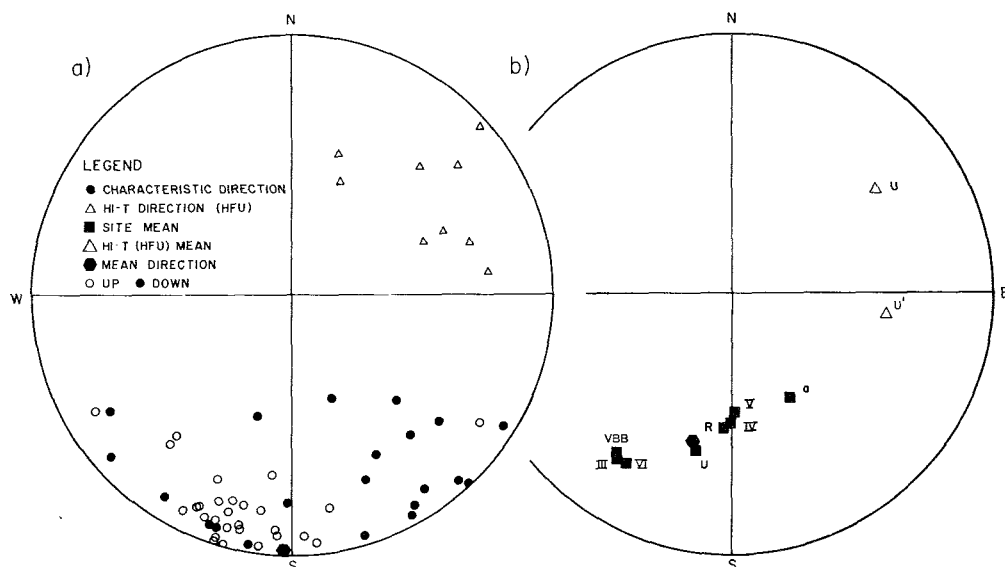 a)
N
W
S
LEGEND
CHARACTERISTIC DIRECTION
HI-T DIRECTION (HFU)
SITE MEAN
HI-T (HFU) MEAN
MEAN DIRECTION
UP DOWN
b)
N
E
S
U
U'
a
V
IV
R
U
VBB
III VI